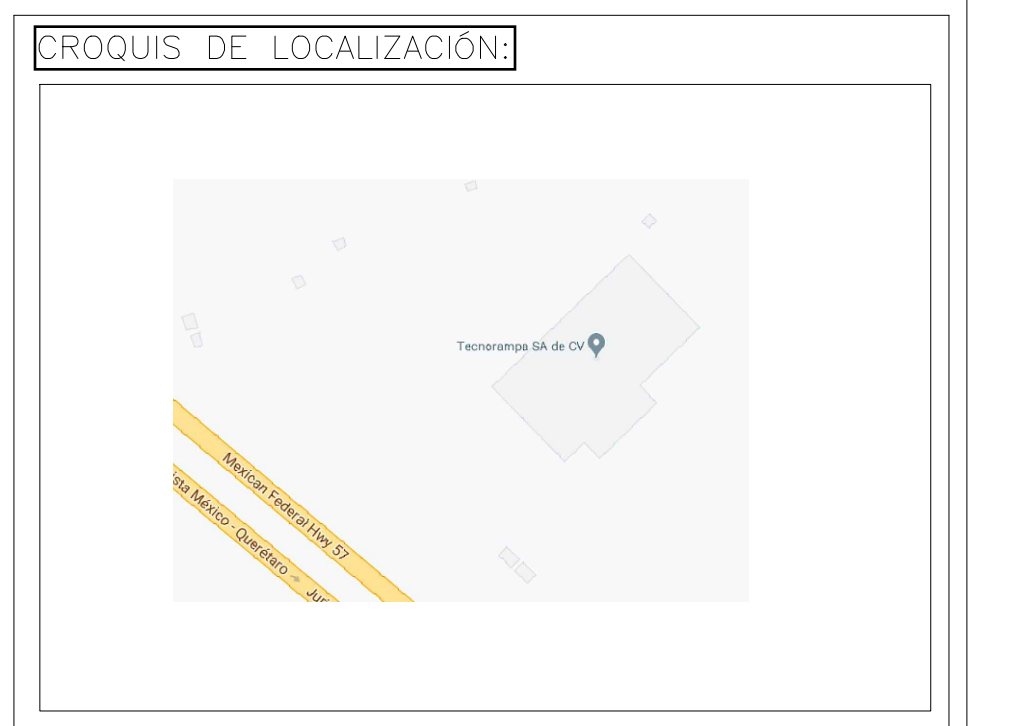 CROQUIS DE LOCALIZACIÓN:
Tecnorampa SA de CV
Mexican Federal Hwy 57
ista México - Querétaro